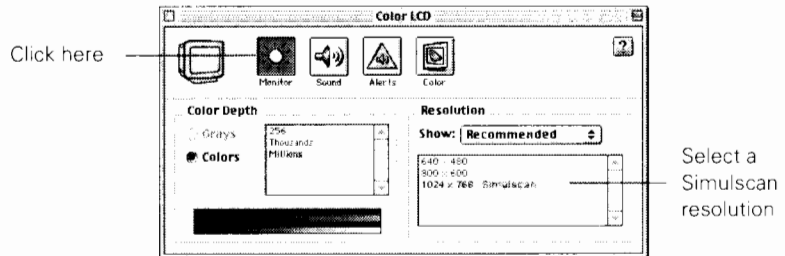 Color LCD
Click here
?
Monitor Sound Alerts Color
Color Depth
Grays
Colors
256
Thousands
Millions
Resolution
Show: Recommended
640 x 480
800 x 600
1024 x 768 Simulscan
Select a
Simulscan
resolution